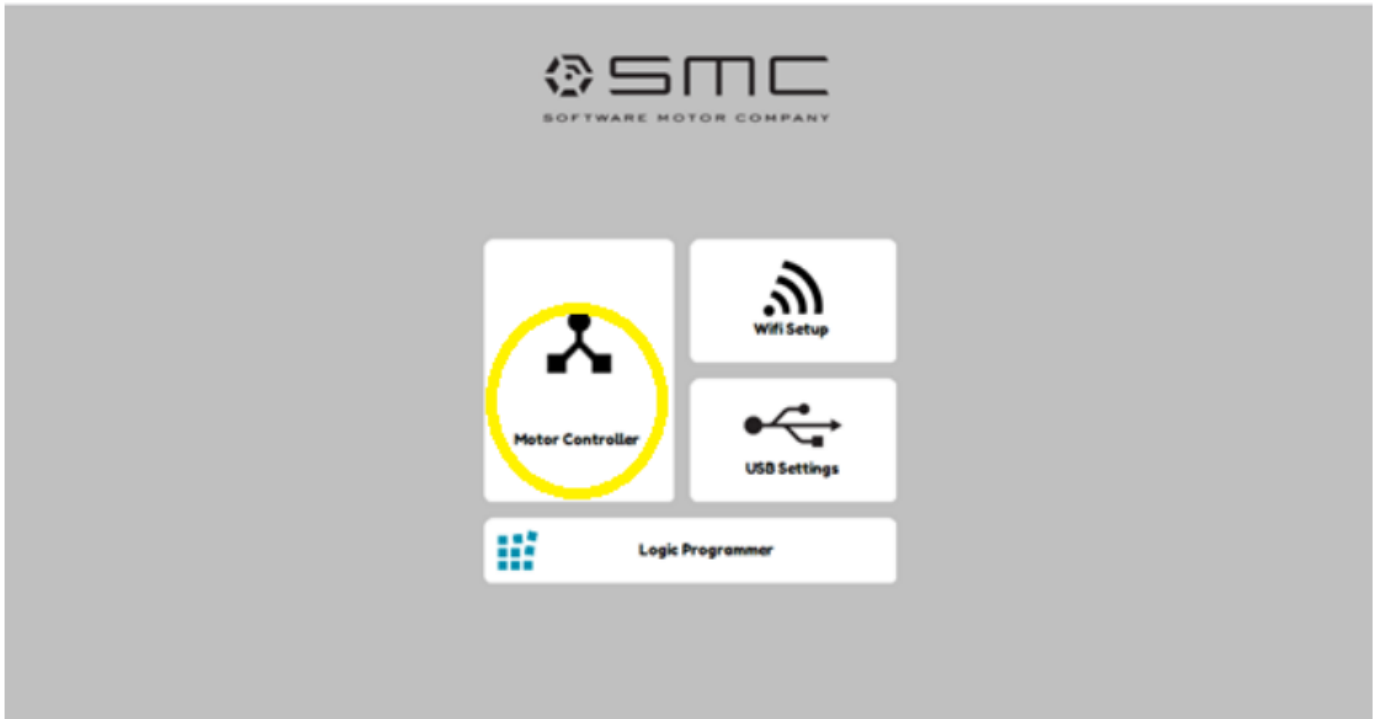 SMC
SOFTWARE MOTOR COMPANY
Wifi Setup
Motor Controller
USB Settings
Logic Programmer